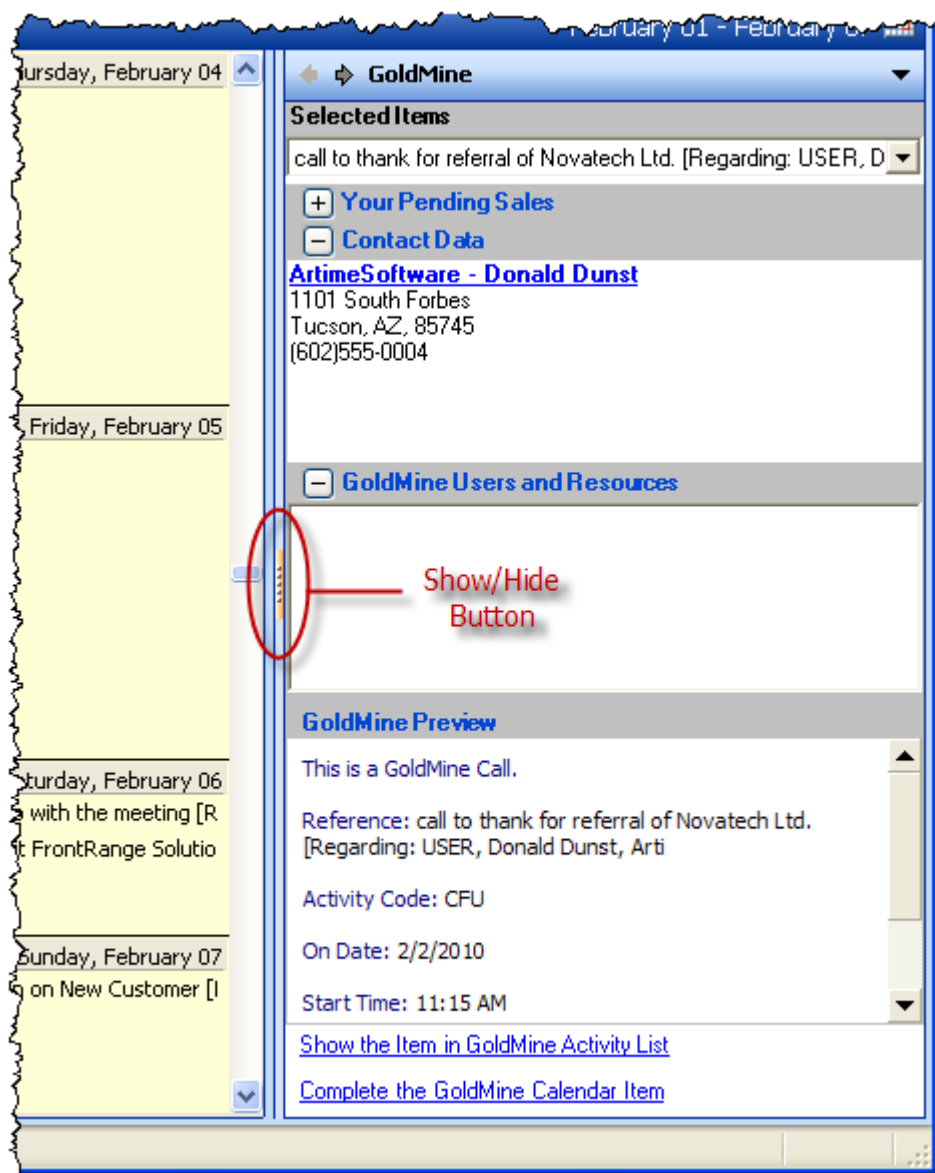 February 01 - February
ursday, February 04
Friday, February 05
turday, February 06
with the meeting [R
t FrontRange Solutio
Sunday, February 07
on New Customer [I
GoldMine
Selected Items
call to thank for referral of Novatech Ltd. [Regarding: USER, D
Your Pending Sales
Contact Data
ArtimeSoftware - Donald Dunst
1101 South Forbes
Tucson, AZ, 85745
(602)555-0004
GoldMine Users and Resources
Show/Hide
Button
GoldMine Preview
This is a GoldMine Call.
Reference: call to thank for referral of Novatech Ltd.
[Regarding: USER, Donald Dunst, Arti
Activity Code: CFU
On Date: 2/2/2010
Start Time: 11:15 AM
Show the Item in GoldMine Activity List
Complete the GoldMine Calendar Item